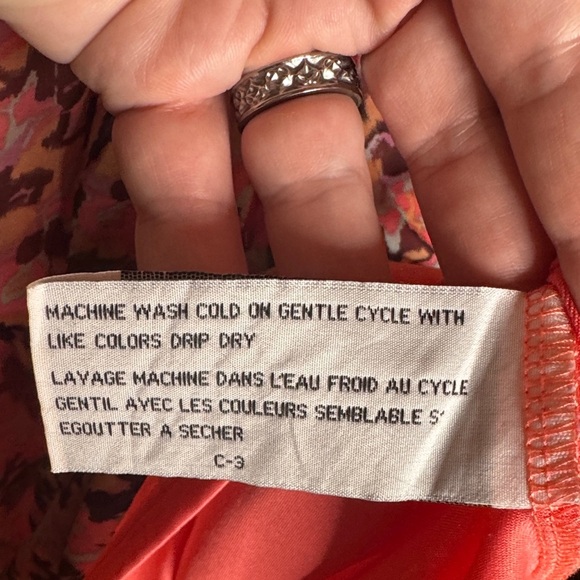 MACHINE WASH COLD ON GENTLE CYCLE WITH
LIKE COLORS DRIP DRY
LAVAGE MACHINE DANS L'EAU FROID AU CYCLE
GENTIL AVEC LES COULEURS SEMBLABLE S'
EGOUTTER A SECHER
C-3